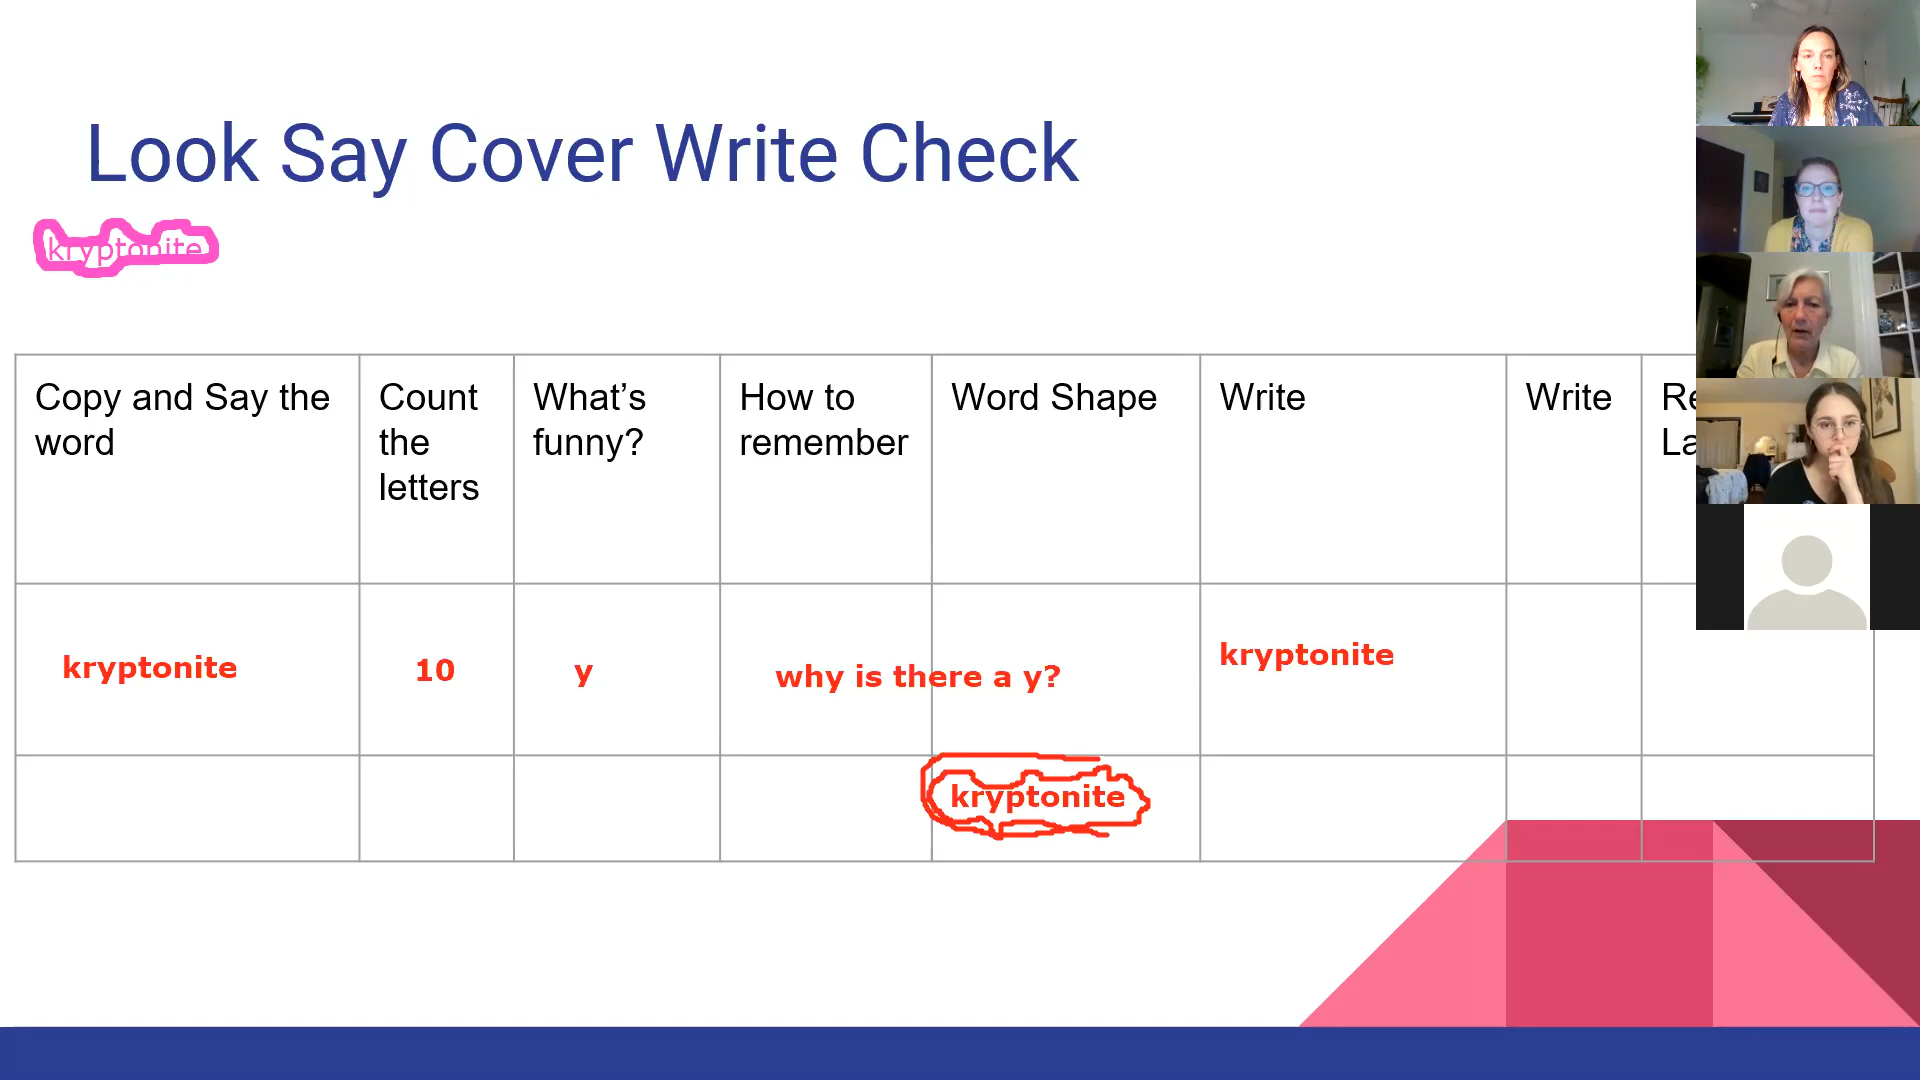 Look Say Cover Write Check
kryptonite
Copy and Say the
word
Count
the
letters
What's
funny?
How to
remember
Word Shape
Write
Write
kryptonite
10
y
why is there a y?
kryptonite
kryptonite